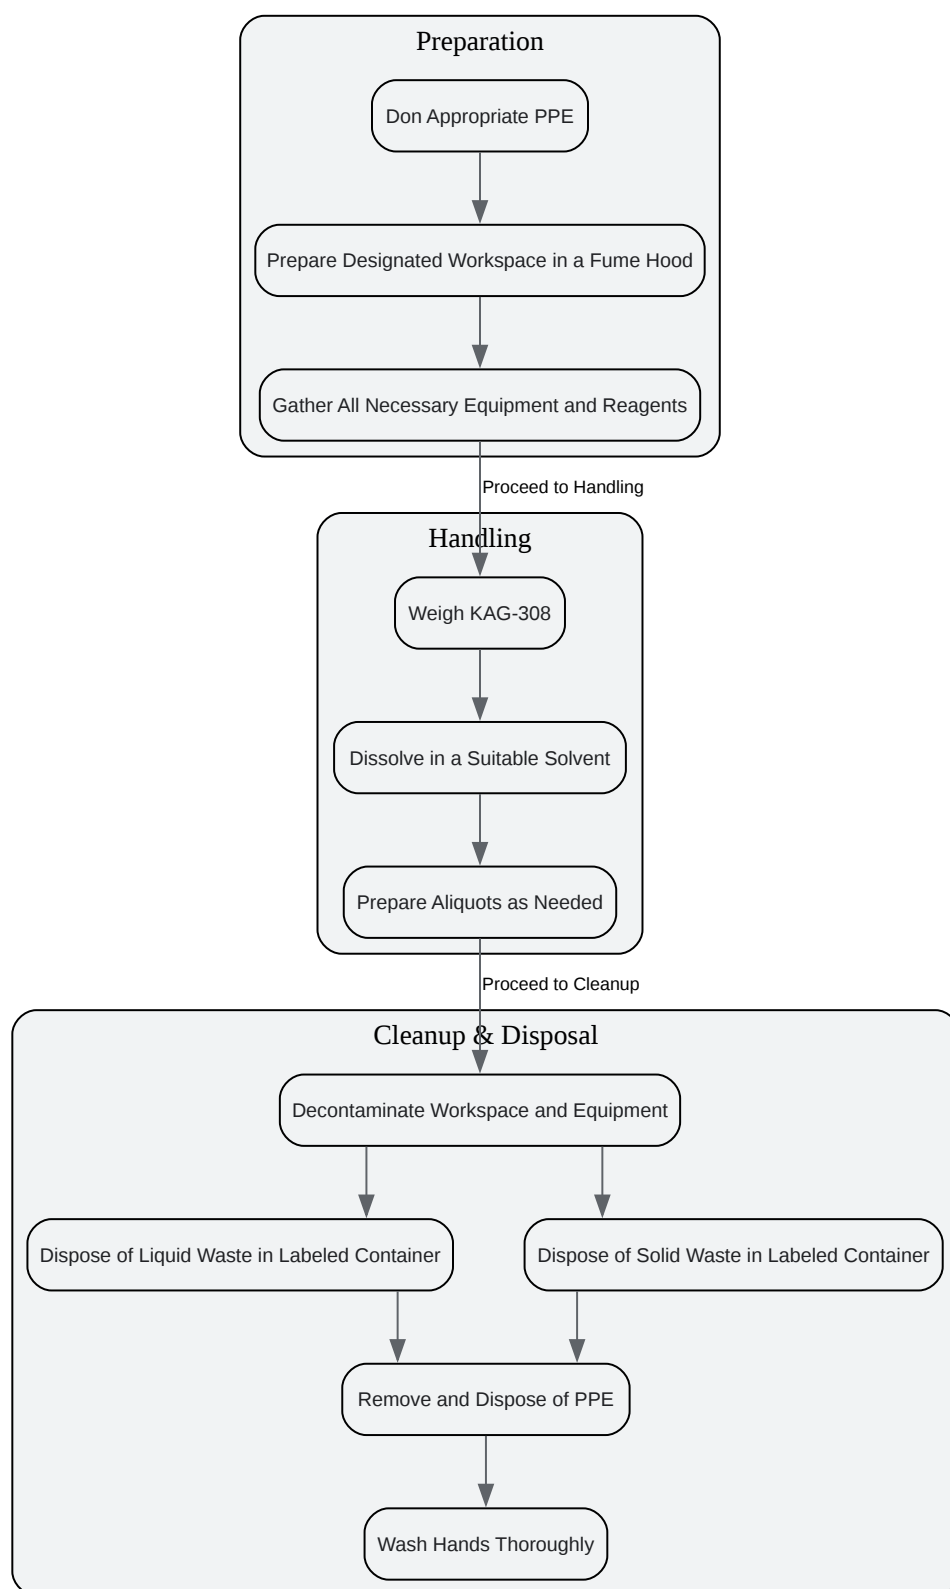 Preparation
Don Appropriate PPE
Prepare Designated Workspace in a Fume Hood
Gather All Necessary Equipment and Reagents
Proceed to Handling
Handling
Weigh KAG-308
Dissolve in a Suitable Solvent
Prepare Aliquots as Needed
Proceed to Cleanup
Cleanup & Disposal
Decontaminate Workspace and Equipment
Dispose of Liquid Waste in Labeled Container
Dispose of Solid Waste in Labeled Container
Remove and Dispose of PPE
Wash Hands Thoroughly